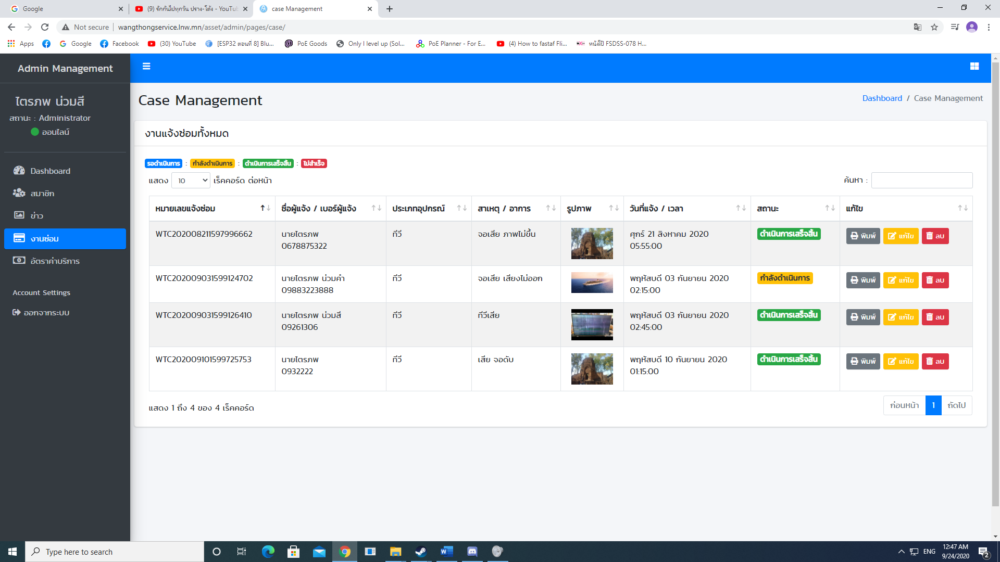 Google
(9) รักกันไปทุกวัน ปราง-โต้ง - YouTu
case Management
Not secure
wangthongservice.lnw.mn/asset/admin/pages/case/
Apps
Google
Facebook
(30) YouTube
[ESP32 ตอนที่ 8] Blu...
PoE Goods
Only I level up (Sol...
PoE Planner - For E...
(4) How to fastaf Fli...
หนังโป๊ FSDSS-078 H...
Admin Management
Case Management
Dashboard / Case Management
ไตรภพ น่วมสี
สถานะ : Administrator
ออนไลน์
Dashboard
สมาชิก
ข่าว
งานซ่อม
อัตราค่าบริการ
Account Settings
ออกจากระบบ
งานแจ้งซ่อมทั้งหมด
รอดำเนินการ : กำลังดำเนินการ : ดำเนินการเสร็จสิ้น : ไม่สำเร็จ
แสดง 10 เร็คคอร์ด ต่อหน้า
ค้นหา :
หมายเลขแจ้งซ่อม ชื่อผู้แจ้ง / เบอร์ผู้แจ้ง ประเภทอุปกรณ์ สาเหตุ / อาการ รูปภาพ วันที่แจ้ง / เวลา สถานะ แก้ไข
WTC202008211597996662 นายไตรภพ ทีวี จอเสีย ภาพไม่ขึ้น ศุกร์ 21 สิงหาคม 2020 ดำเนินการเสร็จสิ้น พิมพ์ แก้ไข ลบ
0678875322 05:55:00
WTC202009031599124702 นายไตรภพ น่วมคำ ทีวี จอเสีย เสียงไม่ออก พฤหัสบดี 03 กันยายน 2020 กำลังดำเนินการ พิมพ์ แก้ไข ลบ
09883223888 02:15:00
WTC202009031599126410 นายไตรภพ น่วมสี ทีวี ทีวีเสีย พฤหัสบดี 03 กันยายน 2020 ดำเนินการเสร็จสิ้น พิมพ์ แก้ไข ลบ
09261306 02:45:00
WTC202009101599725753 นายไตรภพ ทีวี เสีย จอดับ พฤหัสบดี 10 กันยายน 2020 ดำเนินการเสร็จสิ้น พิมพ์ แก้ไข ลบ
0932222 01:15:00
แสดง 1 ถึง 4 ของ 4 เร็คคอร์ด
ก่อนหน้า 1 ถัดไป
Type here to search
ENG
12:47 AM
9/24/2020
2